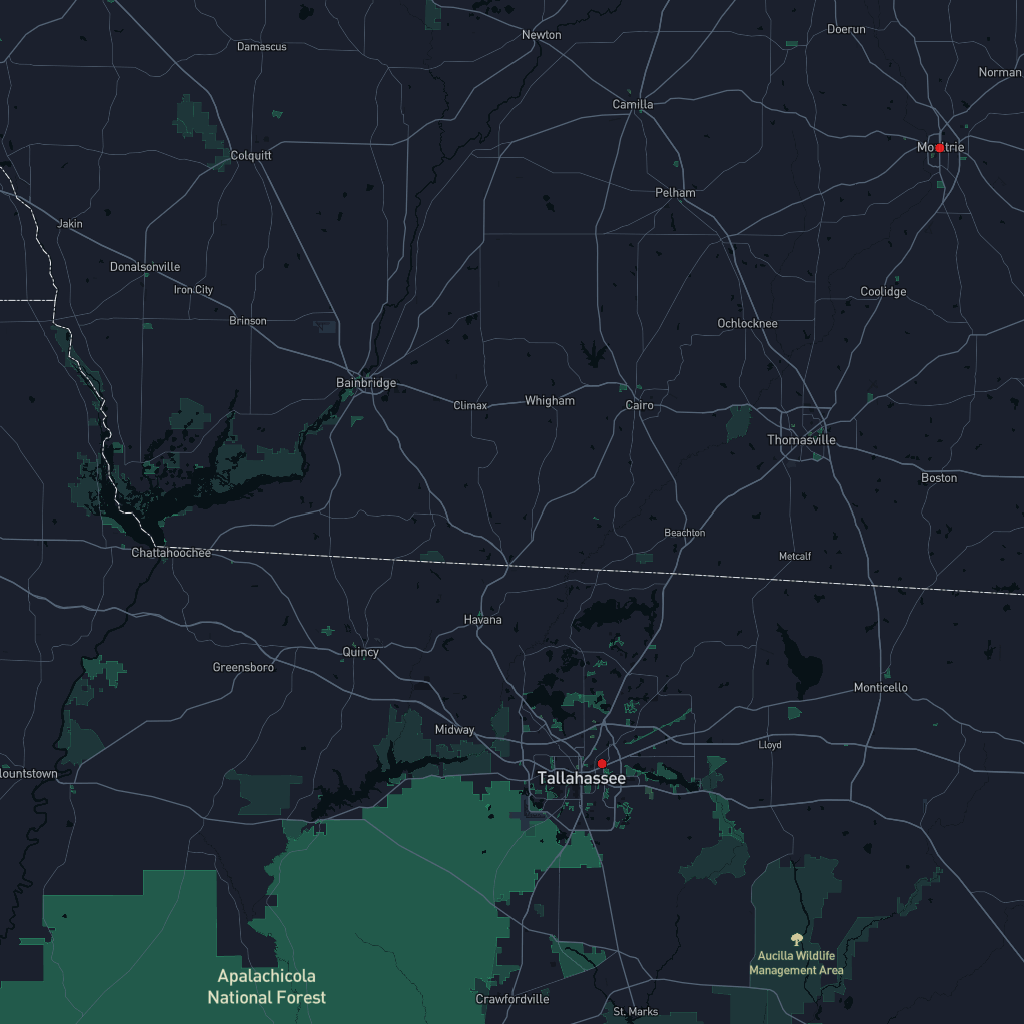 Doerun
Newton
Damascus
Norman
Camilla
Moultrie
Colquitt
Pelham
Jakin
Donalsonville
Iron City
Coolidge
Brinson
Ochlocknee
Bainbridge
Climax
Whigham
Cairo
Thomasville
Boston
Beachton
Chattahoochee
Metcalf
Havana
Quincy
Greensboro
Monticello
Midway
Lloyd
lountstown
Tallahassee
Aucilla Wildlife
Management Area
Apalachicola
National Forest
Crawfordville
St. Marks